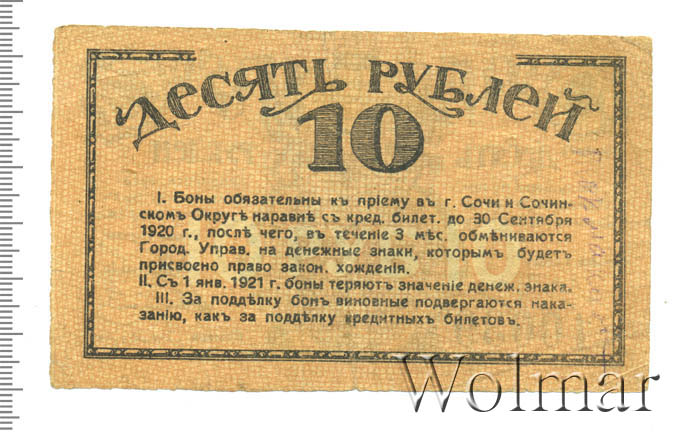 ДЕСЯТЬ РУБЛЕЙ
10
I. Боны обязательны къ пріему въ г. Сочи и Сочин-
скомъ Округѣ наравнѣ съ кред. билет. до 30 Сентября
1920 г., послѣ чего, въ теченіе 3 мѣс. обмѣниваются
Город. Управ. на денежные знаки, которымъ будетъ
присвоено право закон. хожденія.
II. Съ 1 янв. 1921 г. боны теряютъ значеніе денеж. знака.
III. За поддѣлку бонъ виновные подвергаются нака-
занію, какъ за поддѣлку кредитныхъ билетовъ.
Wolmar